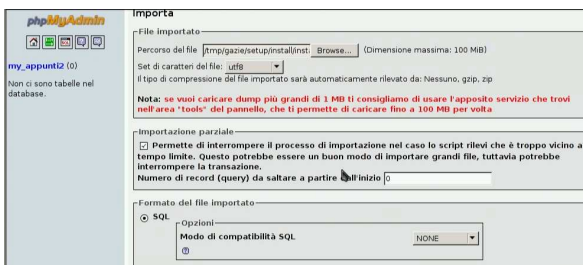 phpMyAdmin
my_appunti2 (0)
Non ci sono tabelle nel
database.
Importa
File importato
Percorso del file /tmp/gazie/setup/install/inst Browse... (Dimensione massima: 100 MiB)
Set di caratteri del file: utf8
Il tipo di compressione del file importato sarà automaticamente rilevato da: Nessuno, gzip, zip
Nota: se vuoi caricare dump più grandi di 1 MB ti consigliamo di usare l'apposito servizio che trovi
nell'area "tools" del pannello, che ti permette di caricare fino a 100 MB per volta
Importazione parziale
Permette di interrompere il processo di importazione nel caso lo script rilevi che è troppo vicino a
tempo limite. Questo potrebbe essere un buon modo di importare grandi file, tuttavia potrebbe
interrompere la transazione.
Numero di record (query) da saltare a partire dall'inizio 0
Formato del file importato
SQL
Opzioni
Modo di compatibilità SQL NONE